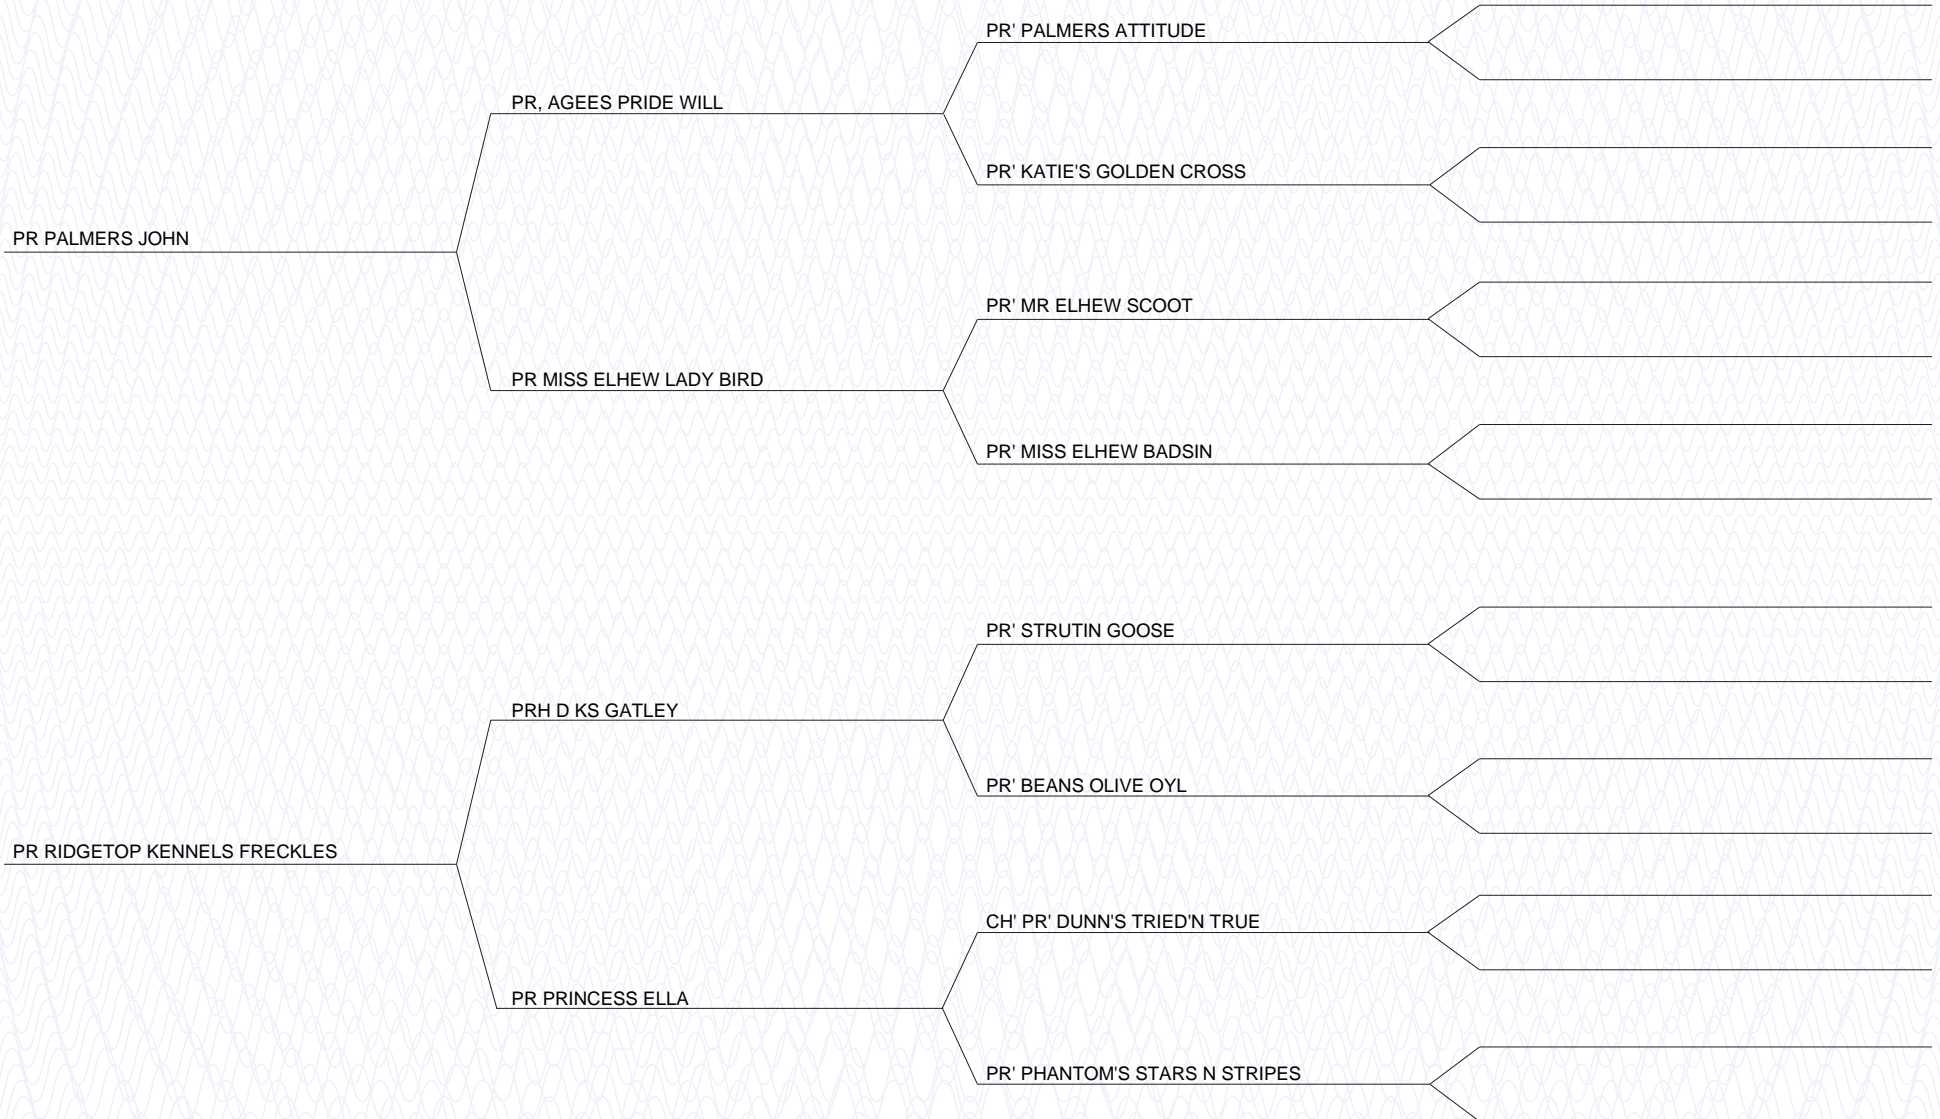 PR' PALMERS ATTITUDE
PR, AGEES PRIDE WILL
PR' KATIE'S GOLDEN CROSS
PR PALMERS JOHN
PR' MR ELHEW SCOOT
PR MISS ELHEW LADY BIRD
PR' MISS ELHEW BADSIN
PR' STRUTIN GOOSE
PRH D KS GATLEY
PR' BEANS OLIVE OYL
PR RIDGETOP KENNELS FRECKLES
CH' PR' DUNN'S TRIED'N TRUE
PR PRINCESS ELLA
PR' PHANTOM'S STARS N STRIPES